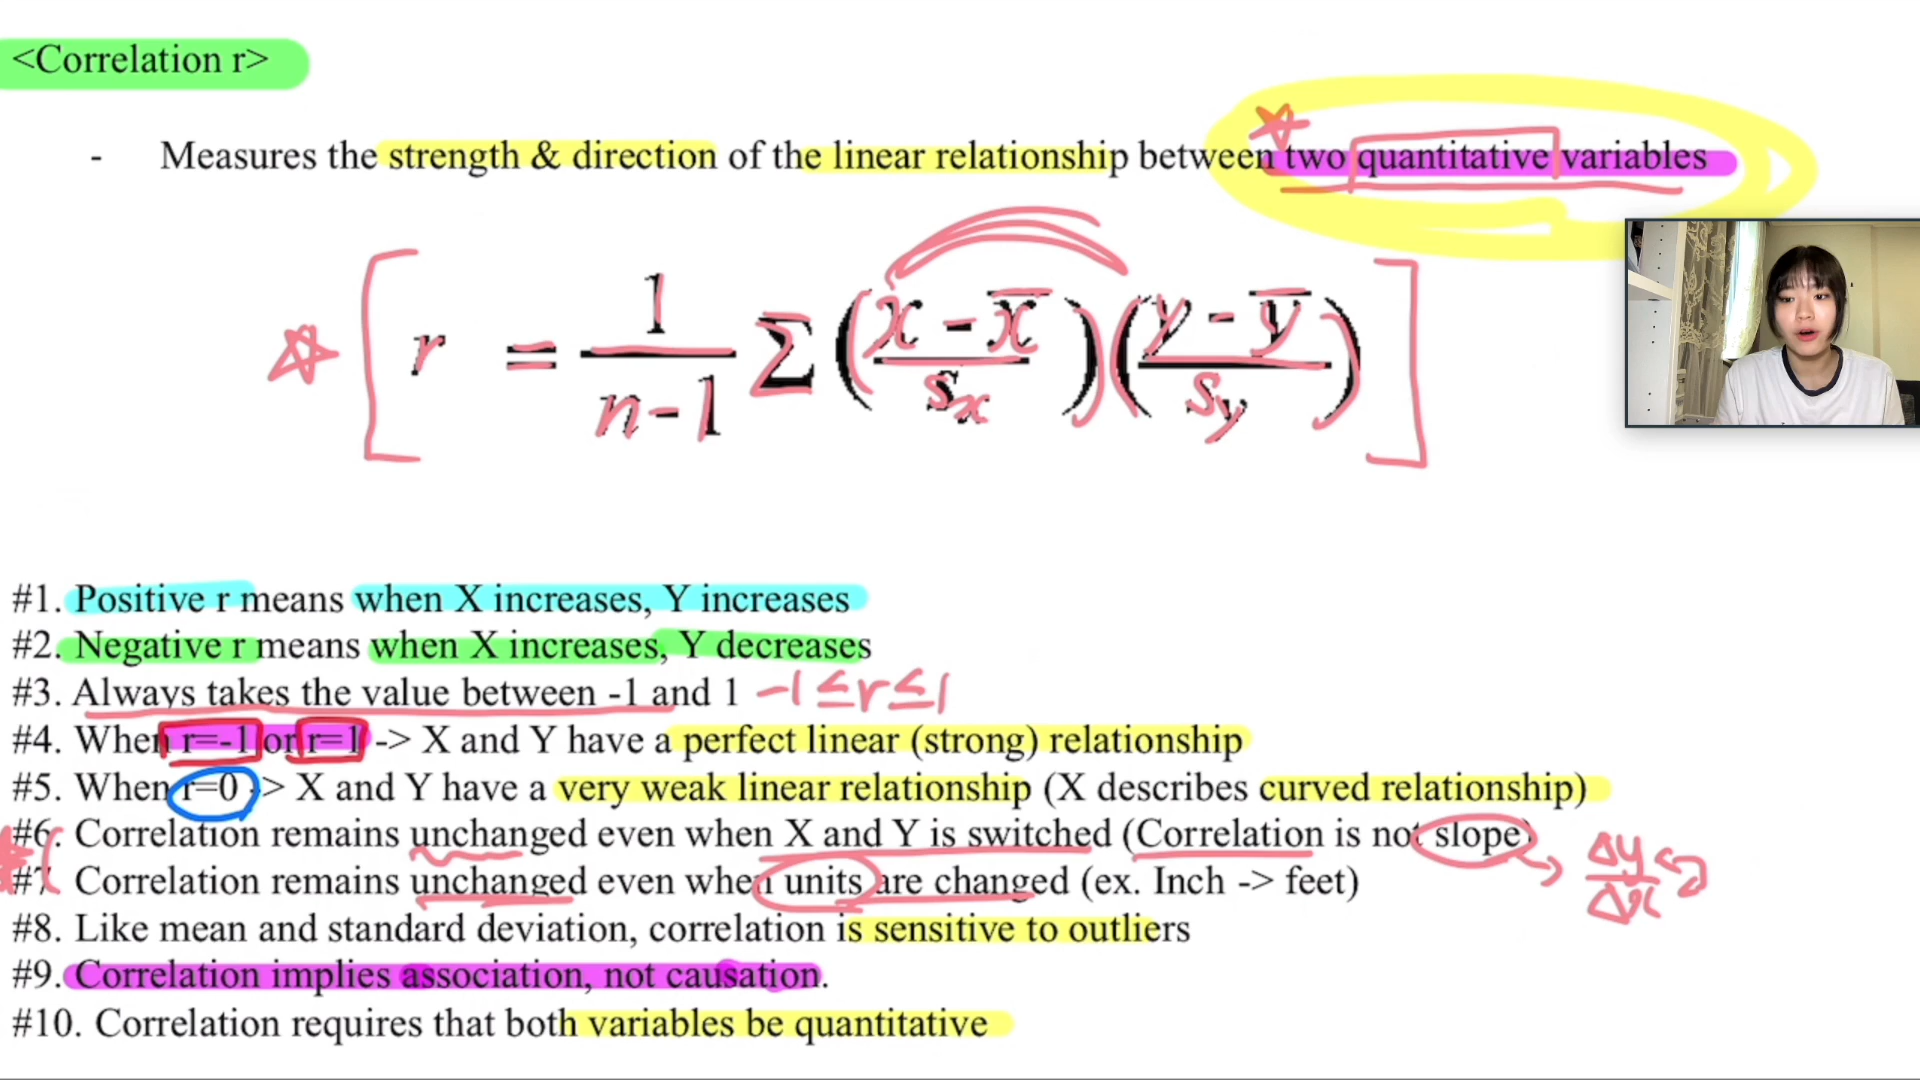 <Correlation r>
- Measures the strength & direction of the linear relationship between two quantitative variables
r = 1/(n-1) Σ ((x - x̄)/sₓ)((y - ȳ)/s_y)
#1. Positive r means when X increases, Y increases
#2. Negative r means when X increases, Y decreases
#3. Always takes the value between -1 and 1 -1≤r≤1
#4. When r=-1 or r=1 -> X and Y have a perfect linear (strong) relationship
#5. When r=0 -> X and Y have a very weak linear relationship (X describes curved relationship)
#6. Correlation remains unchanged even when X and Y is switched (Correlation is not slope) Δy/Δx
#7. Correlation remains unchanged even when units are changed (ex. Inch -> feet)
#8. Like mean and standard deviation, correlation is sensitive to outliers
#9. Correlation implies association, not causation.
#10. Correlation requires that both variables be quantitative